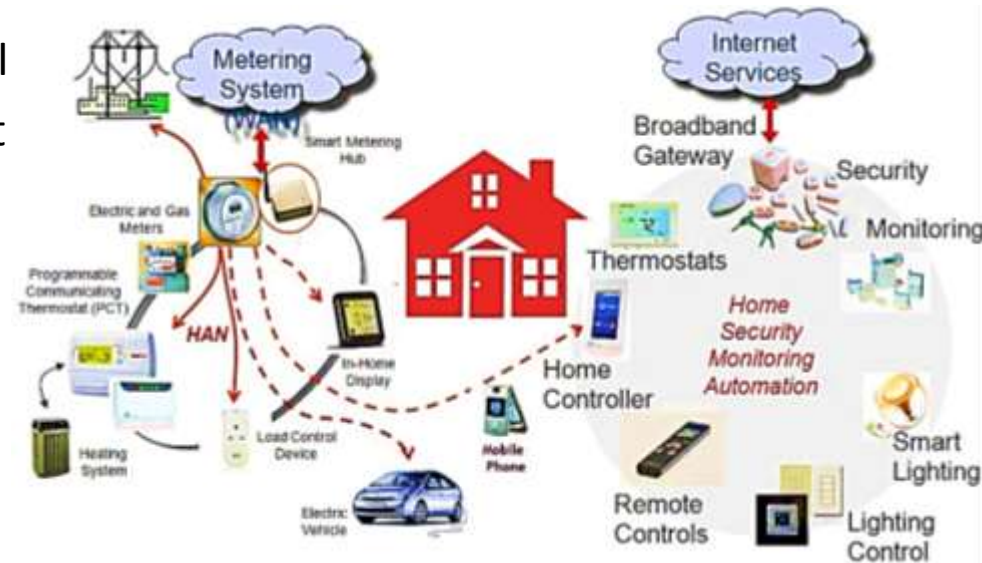 l
t
Metering
System
(WAN)
Smart Metering
Hub
Electric and Gas
Meters
Programmable
Communicating
Thermostat (PCT)
HAN
In-Home
Display
Load Control
Device
Heating
System
Electric
Vehicle
Mobile
Phone
Internet
Services
Broadband
Gateway
Security
Monitoring
Thermostats
Home
Security
Monitoring
Automation
Home
Controller
Smart
Lighting
Remote
Controls
Lighting
Control